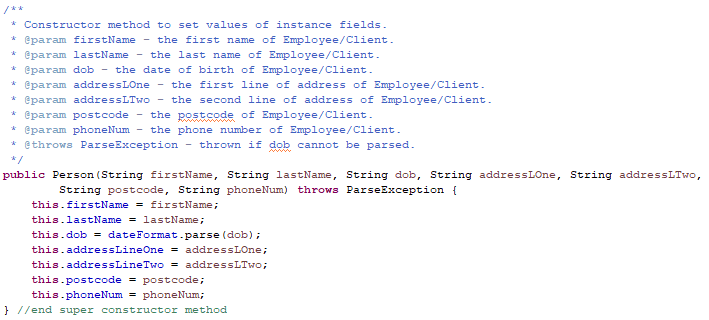 /**
 * Constructor method to set values of instance fields.
 * @param firstName - the first name of Employee/Client.
 * @param lastName - the last name of Employee/Client.
 * @param dob - the date of birth of Employee/Client.
 * @param addressLOne - the first line of address of Employee/Client.
 * @param addressLTwo - the second line of address of Employee/Client.
 * @param postcode - the postcode of Employee/Client.
 * @param phoneNum - the phone number of Employee/Client.
 * @throws ParseException - thrown if dob cannot be parsed.
 */
public Person(String firstName, String lastName, String dob, String addressLOne, String addressLTwo,
        String postcode, String phoneNum) throws ParseException {
    this.firstName = firstName;
    this.lastName = lastName;
    this.dob = dateFormat.parse(dob);
    this.addressLineOne = addressLOne;
    this.addressLineTwo = addressLTwo;
    this.postcode = postcode;
    this.phoneNum = phoneNum;
} //end super constructor method